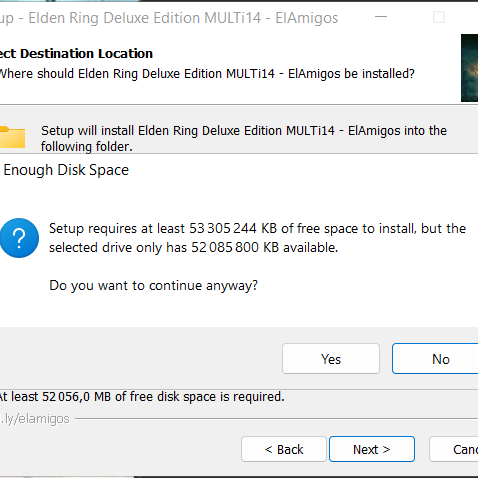 up - Elden Ring Deluxe Edition MULTi14 - ElAmigos
ect Destination Location
Where should Elden Ring Deluxe Edition MULTi14 - ElAmigos be installed?
Setup will install Elden Ring Deluxe Edition MULTi14 - ElAmigos into the
following folder.
Enough Disk Space
Setup requires at least 53 305 244 KB of free space to install, but the
selected drive only has 52 085 800 KB available.
Do you want to continue anyway?
Yes
No
At least 52 056,0 MB of free disk space is required.
.ly/elamigos
< Back
Next >
Canc